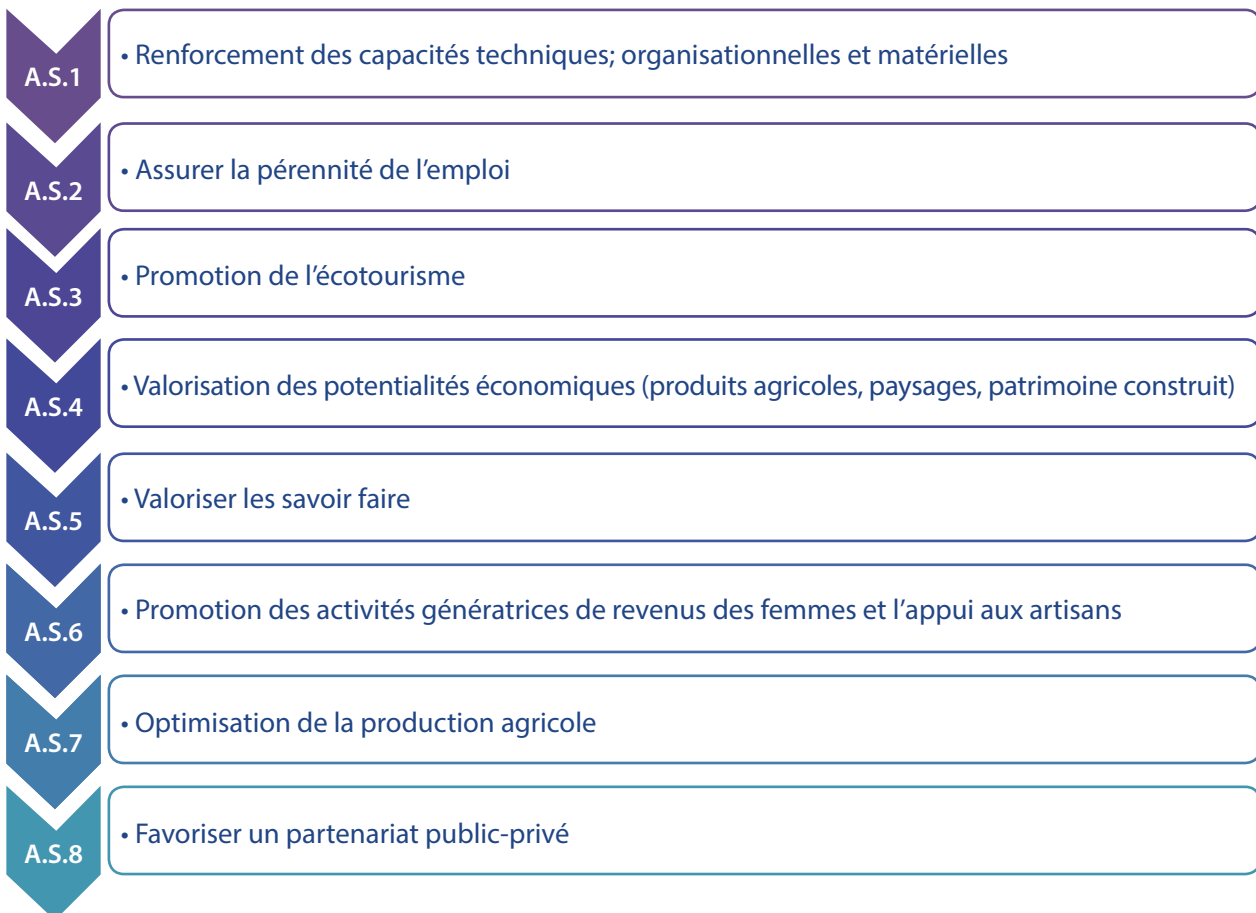 A.S.1
• Renforcement des capacités techniques; organisationnelles et matérielles
A.S.2
• Assurer la pérennité de l'emploi
A.S.3
• Promotion de l'écotourisme
A.S.4
• Valorisation des potentialités économiques (produits agricoles, paysages, patrimoine construit)
A.S.5
• Valoriser les savoir faire
A.S.6
• Promotion des activités génératrices de revenus des femmes et l'appui aux artisans
A.S.7
• Optimisation de la production agricole
A.S.8
• Favoriser un partenariat public-privé